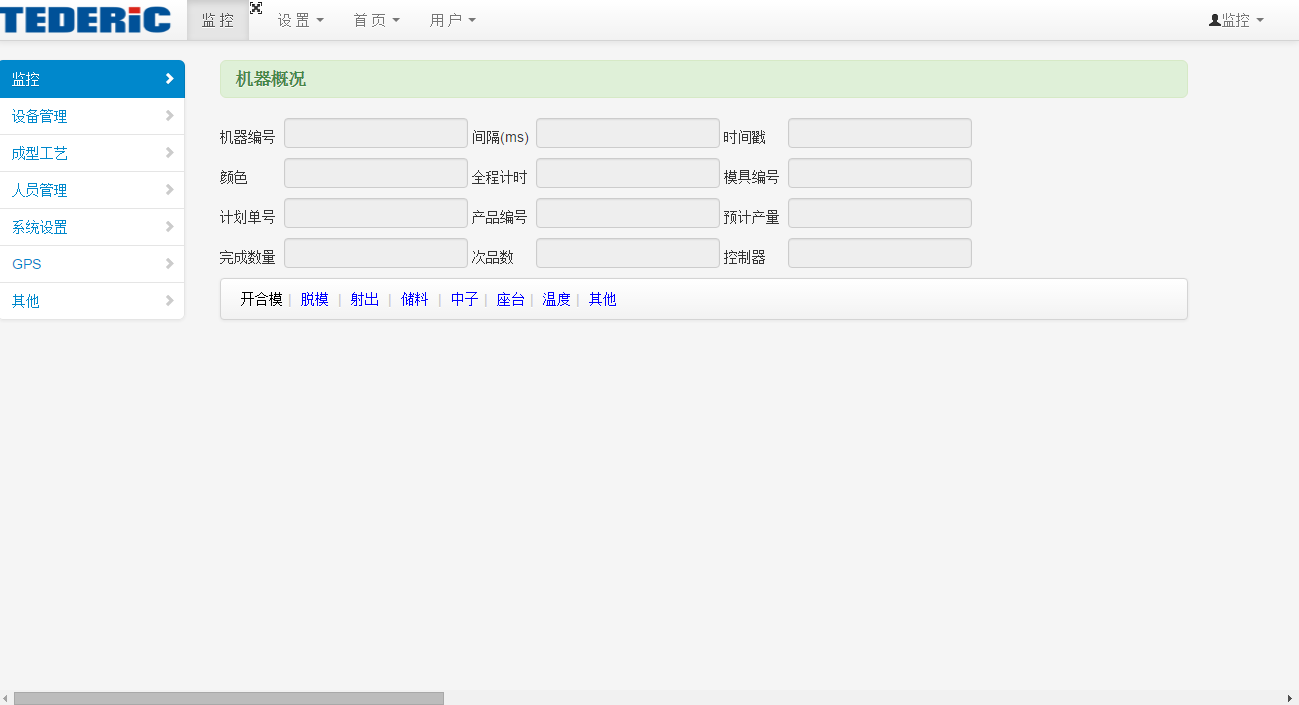 TEDERiC 监 控 设 置 首 页 用 户 监控
监控
设备管理
成型工艺
人员管理
系统设置
GPS
其他
机器概况
机器编号 间隔(ms) 时间戳
颜色 全程计时 模具编号
计划单号 产品编号 预计产量
完成数量 次品数 控制器
开合模 | 脱模 | 射出 | 储料 | 中子 | 座台 | 温度 | 其他